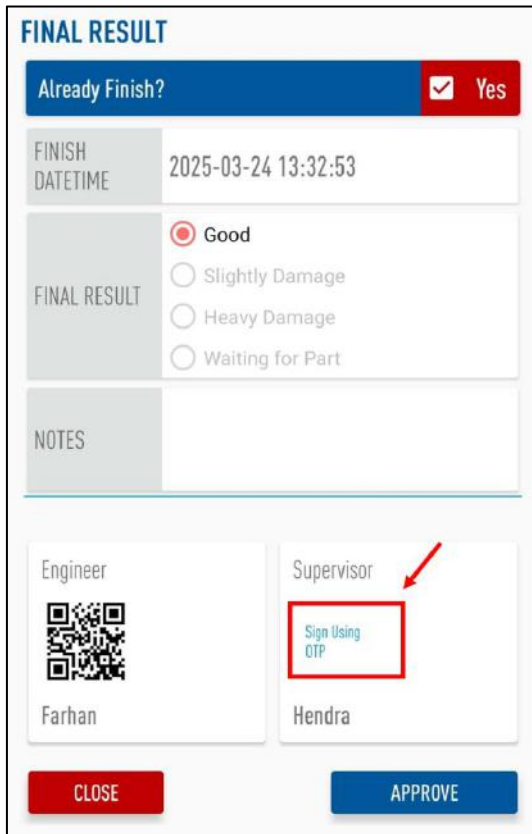 FINAL RESULT
Already Finish? Yes
FINISH
DATETIME
2025-03-24 13:32:53
FINAL RESULT
Good
Slightly Damage
Heavy Damage
Waiting for Part
NOTES
Engineer
Supervisor
Sign Using
OTP
Farhan
Hendra
CLOSE
APPROVE